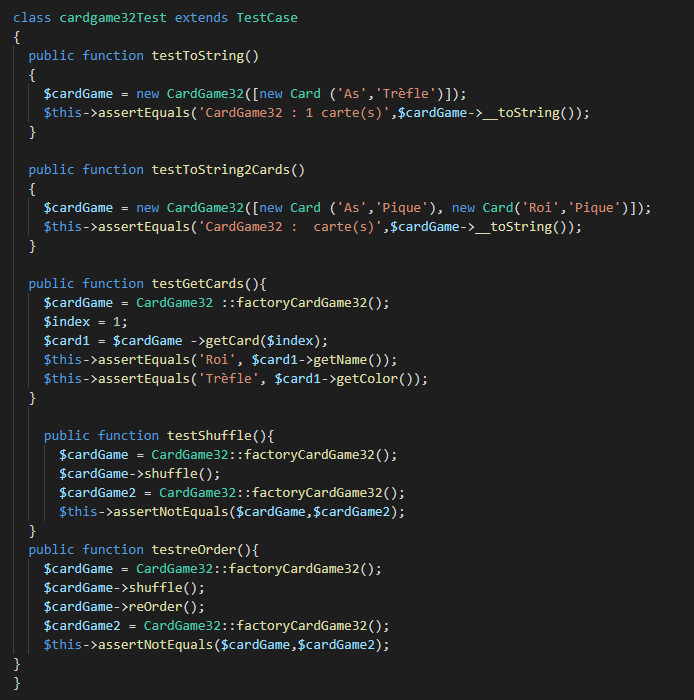 class cardgame32Test extends TestCase
{
  public function testToString()
  {
    $cardGame = new CardGame32([new Card ('As','Trèfle')]);
    $this->assertEquals('CardGame32 : 1 carte(s)',$cardGame->__toString());
  }

  public function testToString2Cards()
  {
    $cardGame = new CardGame32([new Card ('As','Pique'), new Card('Roi','Pique')]);
    $this->assertEquals('CardGame32 :  carte(s)',$cardGame->__toString());
  }

  public function testGetCards(){
    $cardGame = CardGame32 ::factoryCardGame32();
    $index = 1;
    $card1 = $cardGame ->getCard($index);
    $this->assertEquals('Roi', $card1->getName());
    $this->assertEquals('Trèfle', $card1->getColor());
  }

    public function testShuffle(){
      $cardGame = CardGame32::factoryCardGame32();
      $cardGame->shuffle();
      $cardGame2 = CardGame32::factoryCardGame32();
      $this->assertNotEquals($cardGame,$cardGame2);
  }
  public function testreOrder(){
    $cardGame = CardGame32::factoryCardGame32();
    $cardGame->shuffle();
    $cardGame->reOrder();
    $cardGame2 = CardGame32::factoryCardGame32();
    $this->assertNotEquals($cardGame,$cardGame2);
}
}